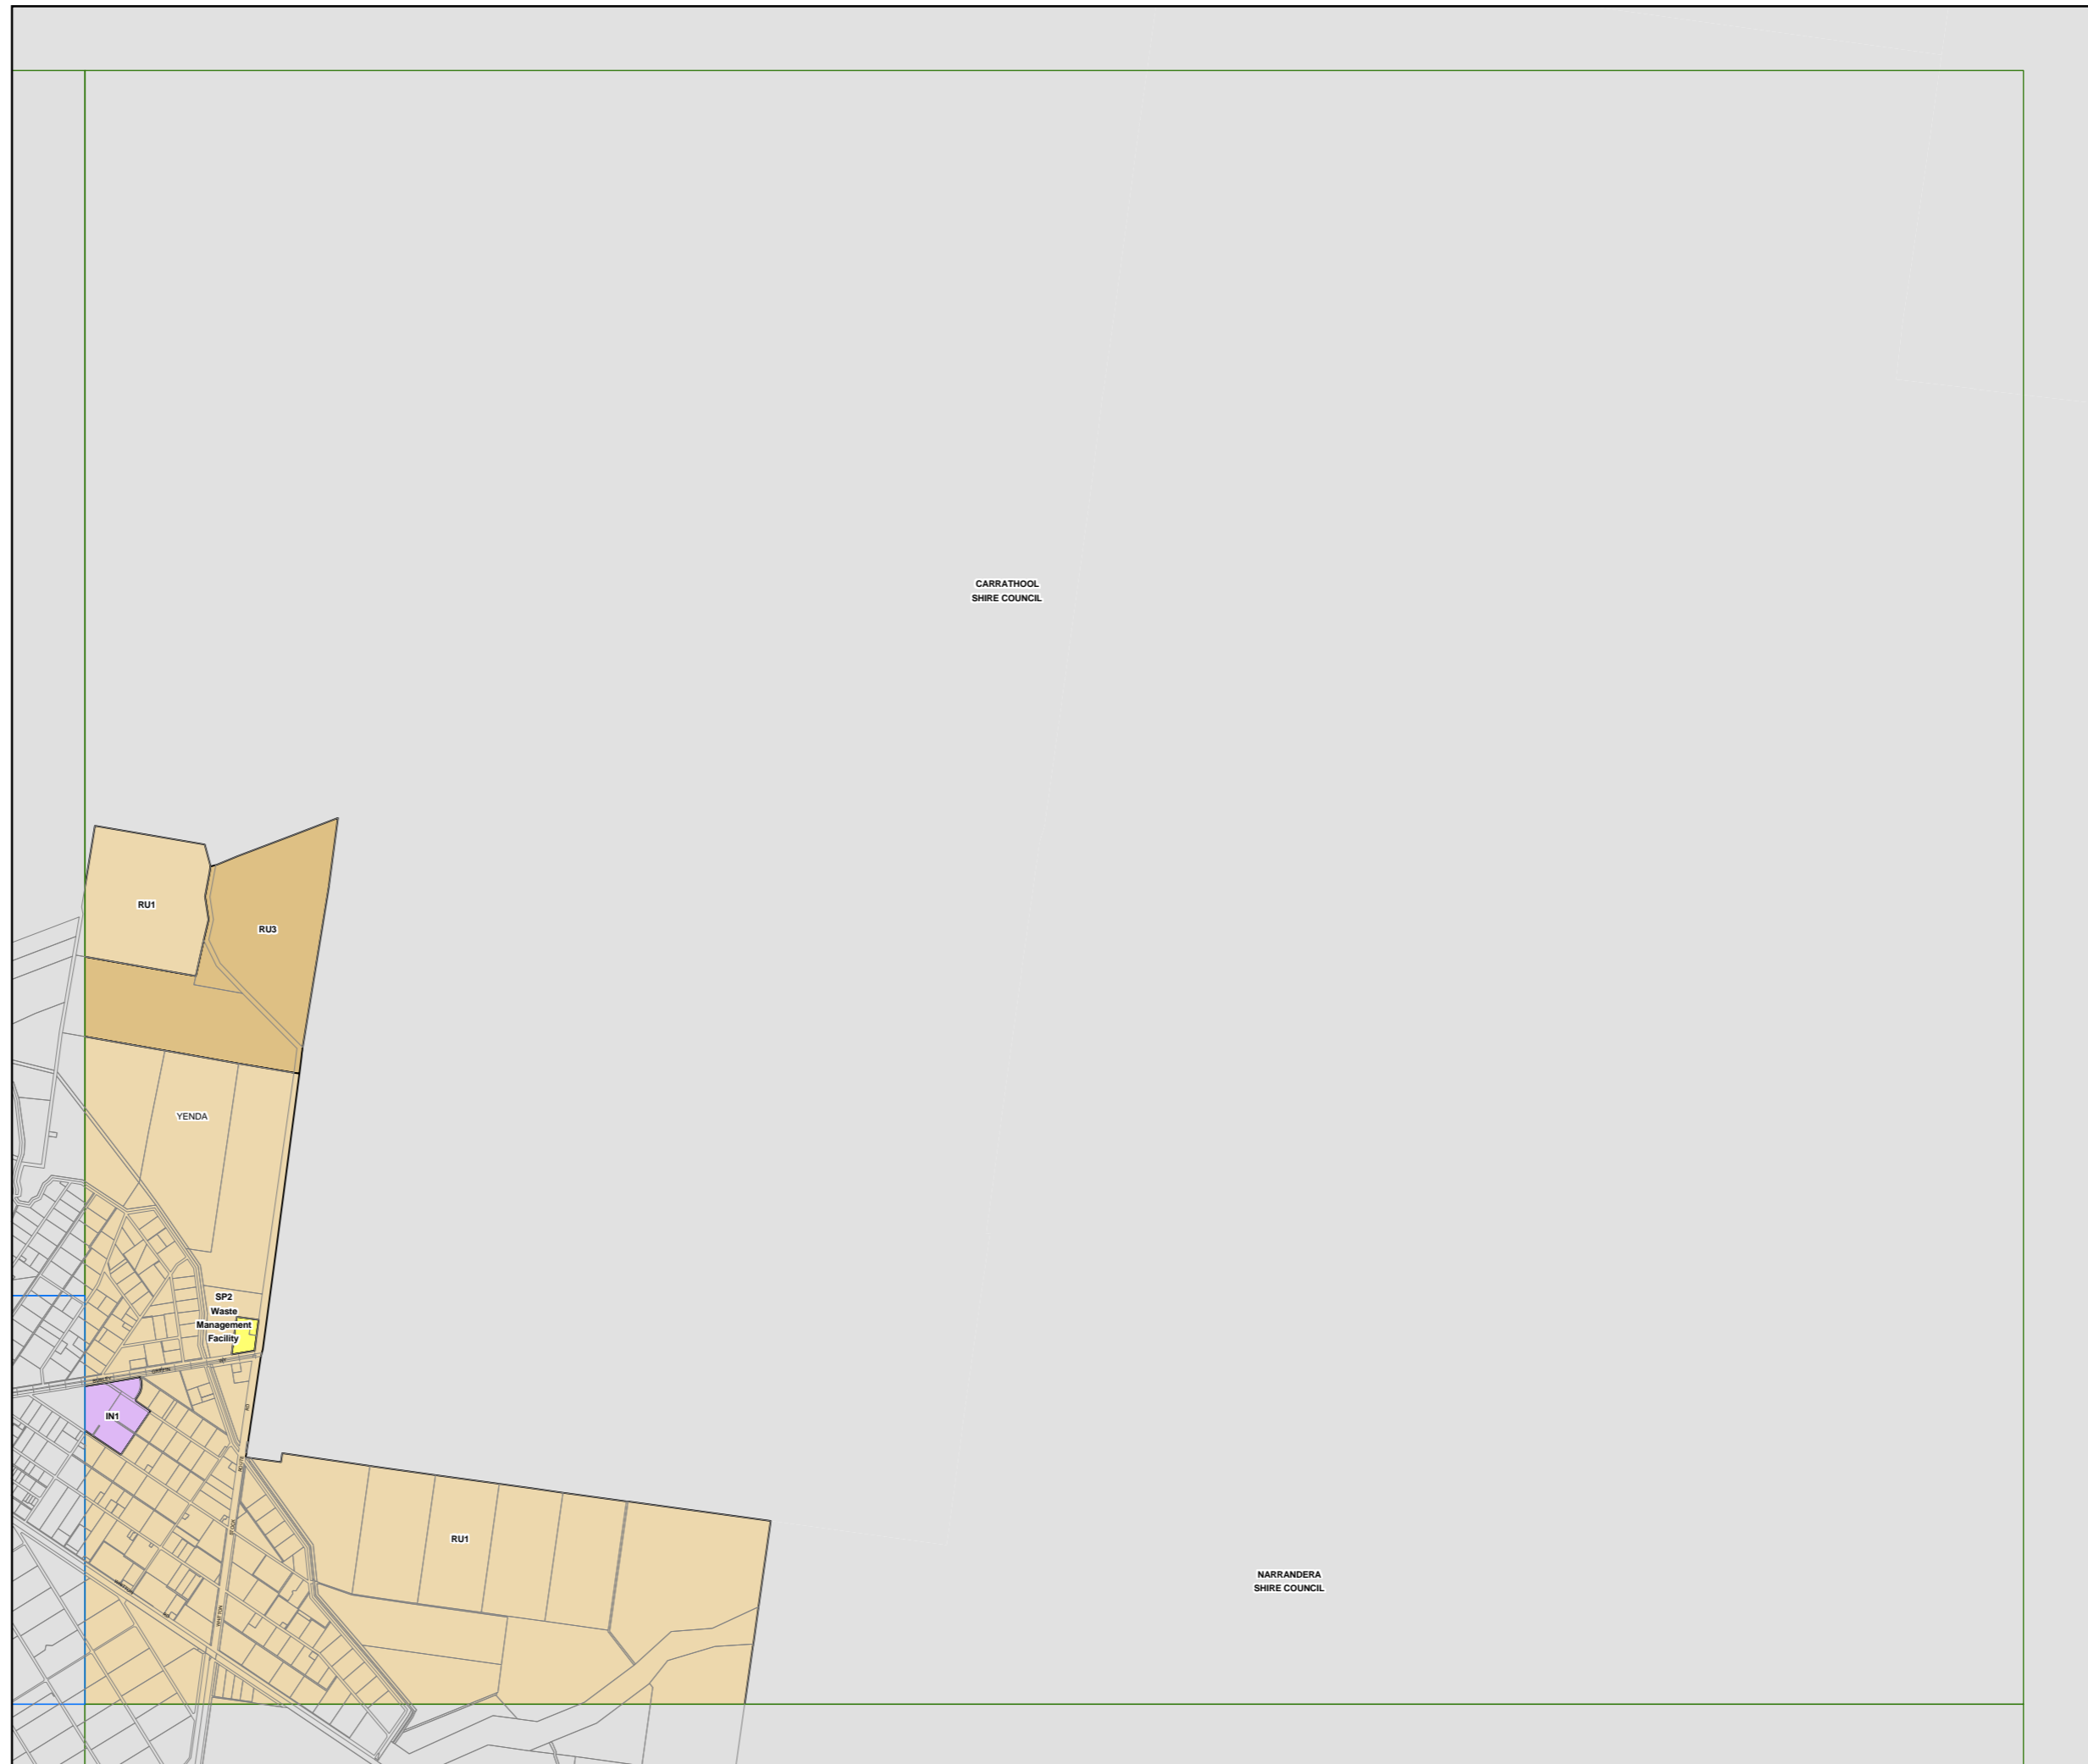 CARRATHOOL
SHIRE COUNCIL
RU1
RU3
YENDA
SP2
Waste
Management
Facility
IN1
RU1
NARRANDERA
SHIRE COUNCIL